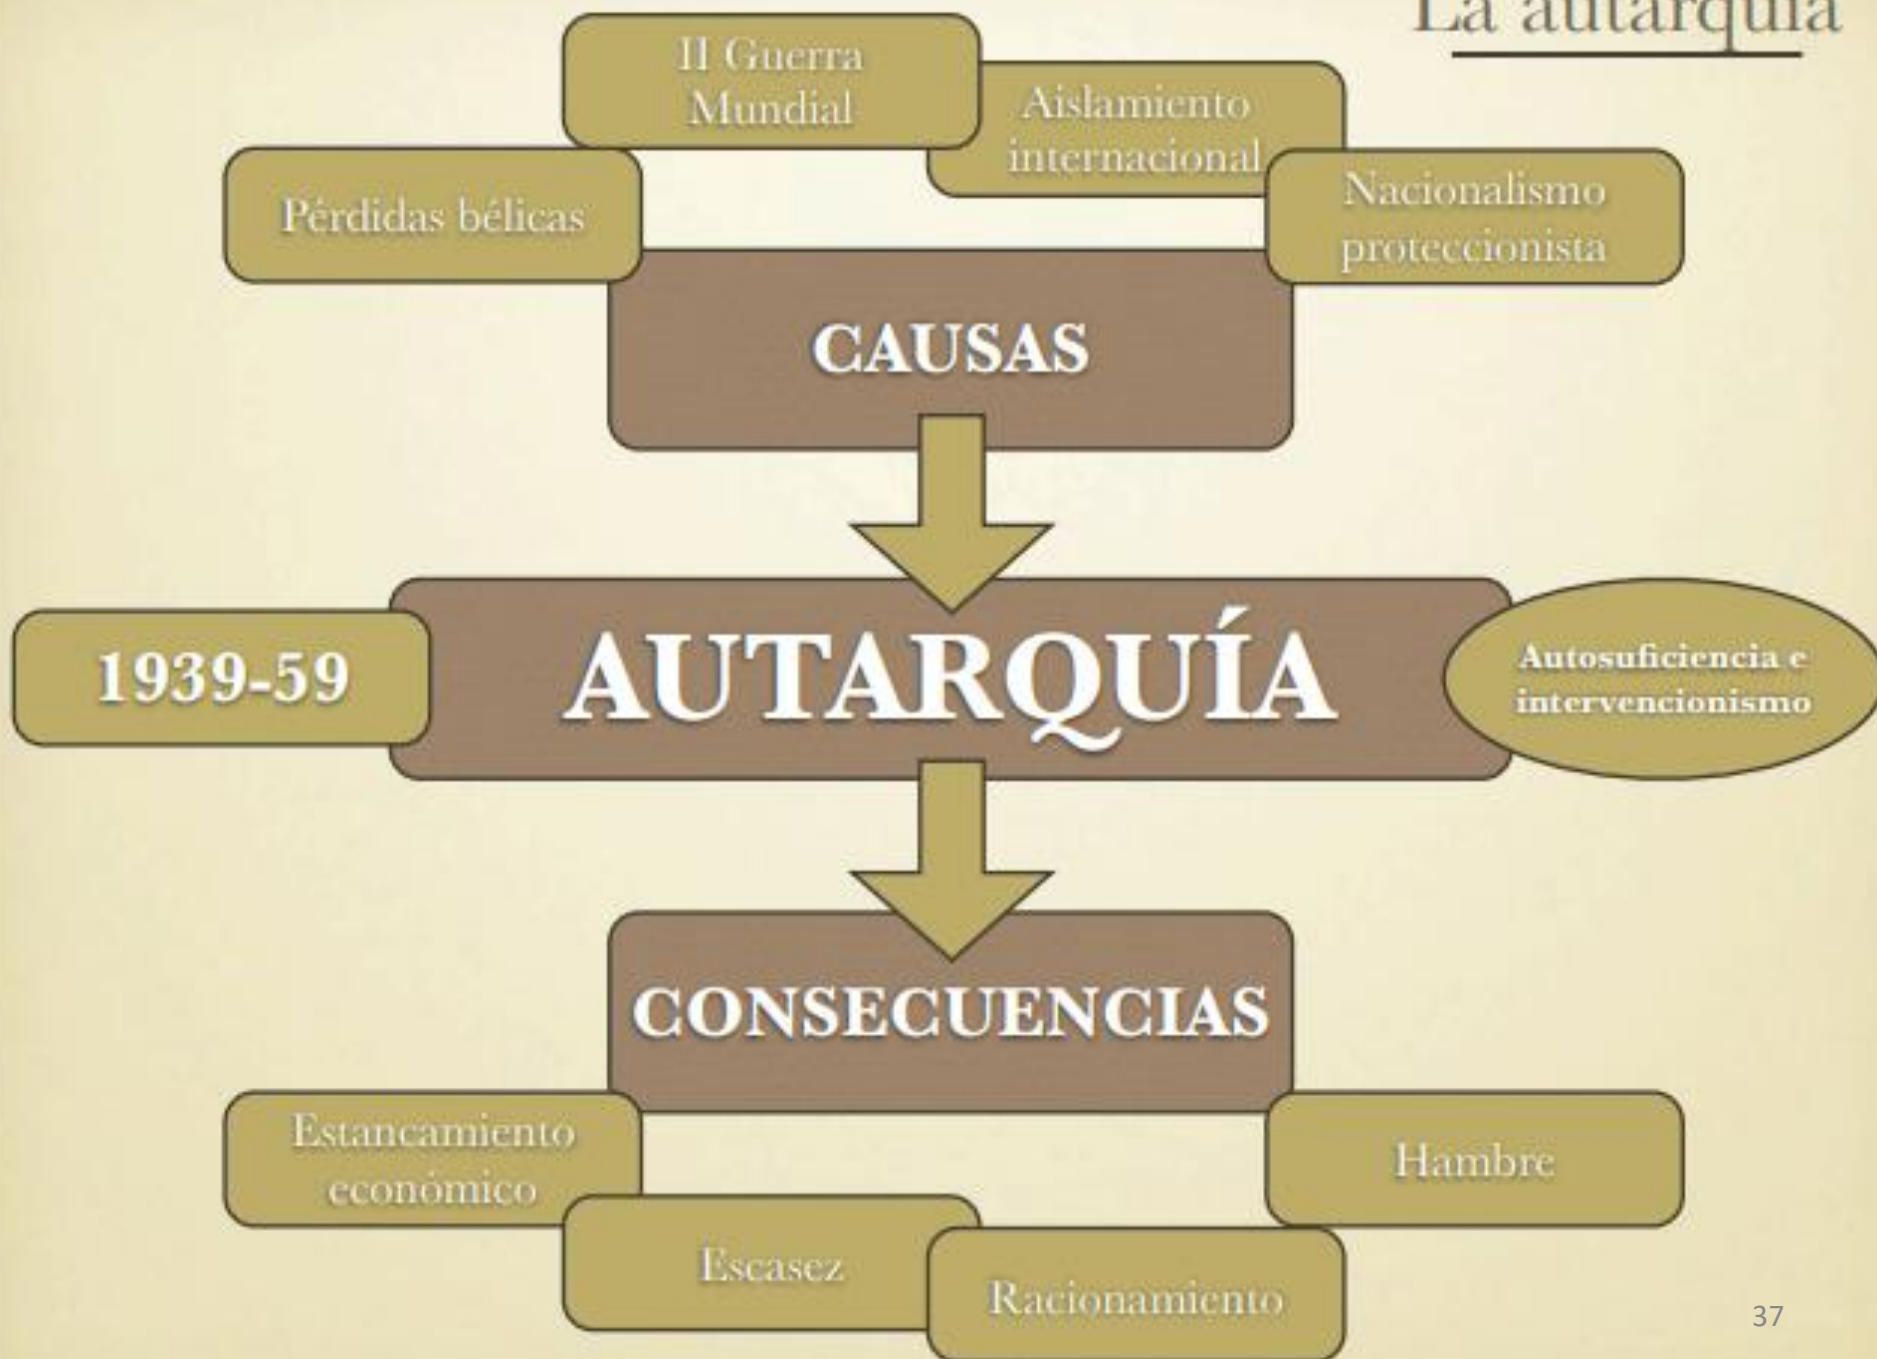 La autarquía
II Guerra
Mundial
Aislamiento
internacional
Nacionalismo
proteccionista
Pérdidas bélicas
CAUSAS
1939-59
AUTARQUÍA
Autosuficiencia e
intervencionismo
CONSECUENCIAS
Estancamiento
económico
Escasez
Racionamiento
Hambre
37